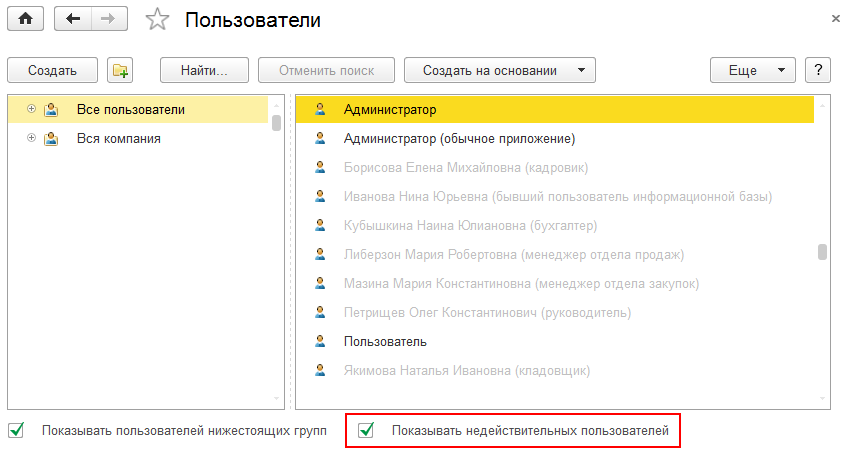 Пользователи
Создать
Найти...
Отменить поиск
Создать на основании
Еще
?
Все пользователи
Вся компания
Администратор
Администратор (обычное приложение)
Борисова Елена Михайловна (кадровик)
Иванова Нина Юрьевна (бывший пользователь информационной базы)
Кубышкина Наина Юлиановна (бухгалтер)
Либерзон Мария Робертовна (менеджер отдела продаж)
Мазина Мария Константиновна (менеджер отдела закупок)
Петрищев Олег Константинович (руководитель)
Пользователь
Якимова Наталья Ивановна (кладовщик)
Показывать пользователей нижестоящих групп
Показывать недействительных пользователей